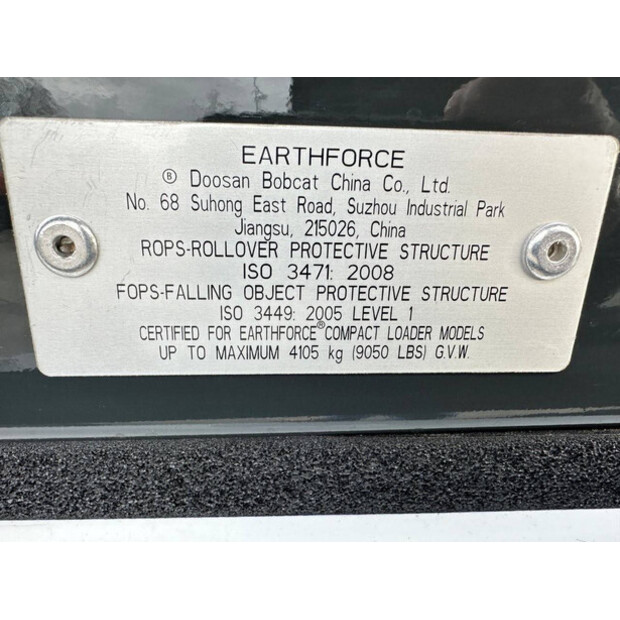 EARTHFORCE
® Doosan Bobcat China Co., Ltd.
No. 68 Suhong East Road, Suzhou Industrial Park
Jiangsu, 215026, China
ROPS-ROLLOVER PROTECTIVE STRUCTURE
ISO 3471: 2008
FOPS-FALLING OBJECT PROTECTIVE STRUCTURE
ISO 3449: 2005 LEVEL 1
CERTIFIED FOR EARTHFORCE® COMPACT LOADER MODELS
UP TO MAXIMUM 4105 kg (9050 LBS) G.V.W.